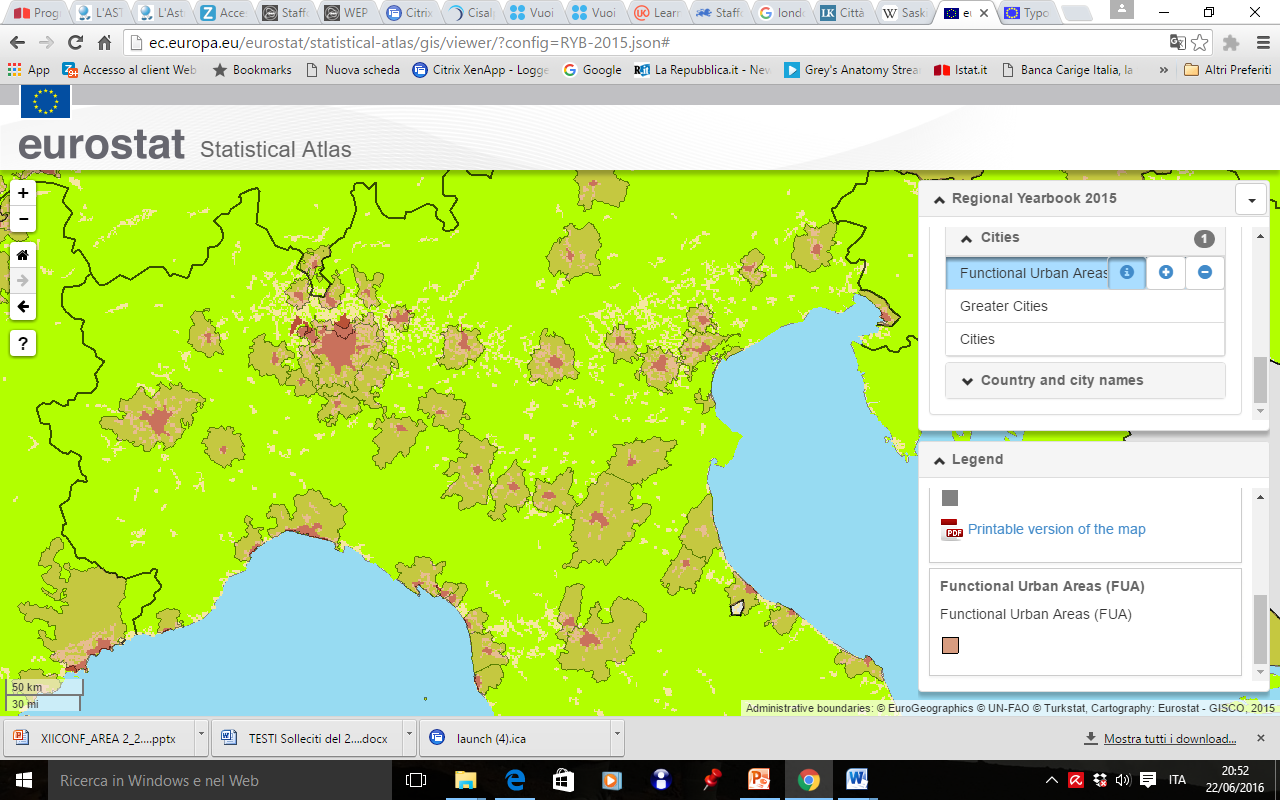 Prog
L'AST
L'Ast
Acce
Staff
WEP
Citrix
Cisal
Vuoi
Vuoi
Learn
Staff
lond
Città
Sask
Typo
ec.europa.eu/eurostat/statistical-atlas/gis/viewer/?config=RYB-2015.json#
App
Accesso al client Web
Bookmarks
Nuova scheda
Citrix XenApp - Logge
Google
La Repubblica.it - New
Grey's Anatomy Strea
Istat.it
Banca Carige Italia, la
»
Altri Preferiti
eurostat Statistical Atlas
+
−
?
Regional Yearbook 2015
Cities 1
Functional Urban Areas
Greater Cities
Cities
Country and city names
Legend
PDF Printable version of the map
Functional Urban Areas (FUA)
Functional Urban Areas (FUA)
50 km
30 mi
Administrative boundaries: © EuroGeographics © UN-FAO © Turkstat, Cartography: Eurostat - GISCO, 2015
XIICONF_AREA 2_2....pptx
TESTI Solleciti del 2....docx
launch (4).ica
Mostra tutti i download...
Ricerca in Windows e nel Web
ITA
20:52
22/06/2016